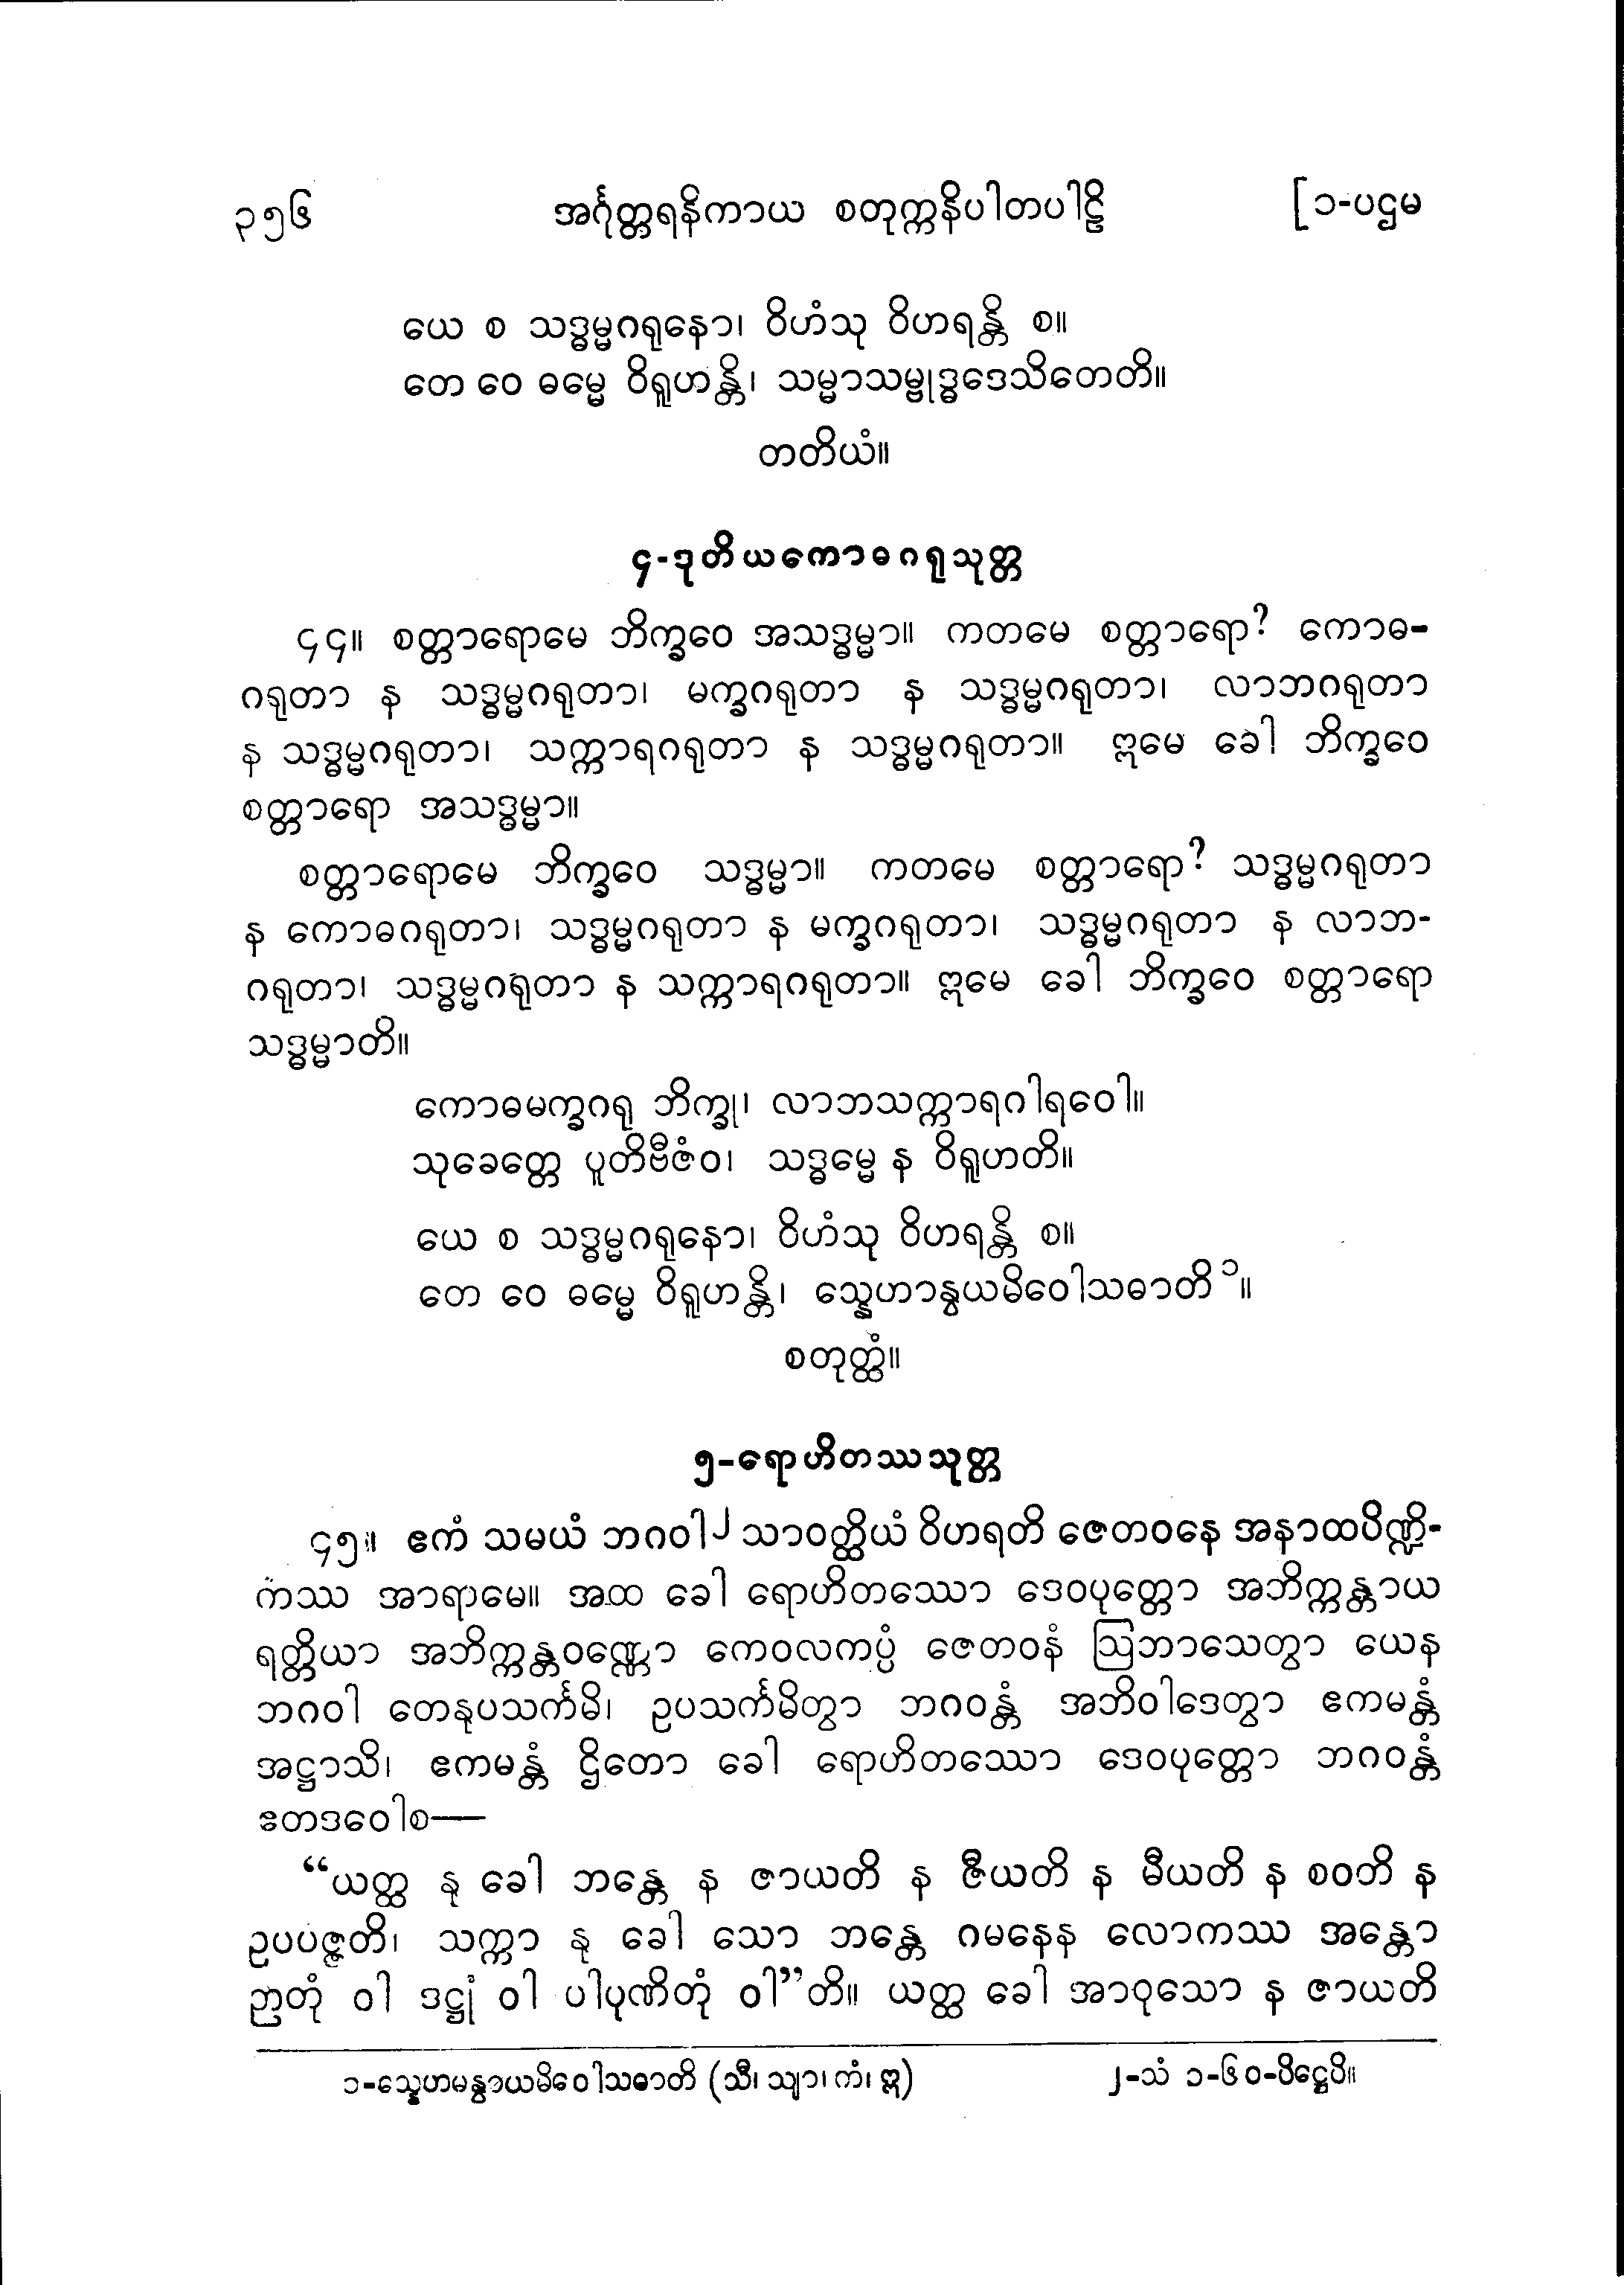 ၃၅၆ အင်္ဂုတ္တရနိကာယ စတုက္ကနိပါတပါဠိ [၁-ပဌမ
ယေ စ သဒ္ဓမ္မဂရုနော၊ ဝိဟံသု ဝိဟရန္တိ စ။
တေ ဝေ ဓမ္မေ ဝိရူဟန္တိ၊ သမ္မာသမ္ဗုဒ္ဓဒေသိတေတိ။
တတိယံ။
၄-ဒုတိယကောဓဂရုသုတ္တ
၄၄။ စတ္တာရောမေ ဘိက္ခဝေ အသဒ္ဓမ္မာ။ ကတမေ စတ္တာရော? ကောဓ-
ဂရုတာ န သဒ္ဓမ္မဂရုတာ၊ မက္ခဂရုတာ န သဒ္ဓမ္မဂရုတာ၊ လာဘဂရုတာ
န သဒ္ဓမ္မဂရုတာ၊ သက္ကာရဂရုတာ န သဒ္ဓမ္မဂရုတာ။ ဣမေ ခေါ ဘိက္ခဝေ
စတ္တာရော အသဒ္ဓမ္မာ။
စတ္တာရောမေ ဘိက္ခဝေ သဒ္ဓမ္မာ။ ကတမေ စတ္တာရော? သဒ္ဓမ္မဂရုတာ
န ကောဓဂရုတာ၊ သဒ္ဓမ္မဂရုတာ န မက္ခဂရုတာ၊ သဒ္ဓမ္မဂရုတာ န လာဘ-
ဂရုတာ၊ သဒ္ဓမ္မဂရုတာ န သက္ကာရဂရုတာ။ ဣမေ ခေါ ဘိက္ခဝေ စတ္တာရော
သဒ္ဓမ္မာတိ။
ကောဓမက္ခဂရု ဘိက္ခု၊ လာဘသက္ကာရဂါရဝေါ။
သုခေတ္တေ ပူတိဗီဇံဝ၊ သဒ္ဓမ္မေ န ဝိရူဟတိ။
ယေ စ သဒ္ဓမ္မဂရုနော၊ ဝိဟံသု ဝိဟရန္တိ စ။
တေ ဝေ ဓမ္မေ ဝိရူဟန္တိ၊ သ္နေဟာနွယမိဝေါသဓာတိ ၁။
စတုတ္ထံ။
၅-ရောဟိတဿသုတ္တ
၄၅။ ဧကံ သမယံ ဘဂဝါ ၂ သာဝတ္ထိယံ ဝိဟရတိ ဇေတဝနေ အနာထပိဏ္ဍိ-
ကဿ အာရာမေ။ အထ ခေါ ရောဟိတဿော ဒေဝပုတ္တော အဘိက္ကန္တာယ
ရတ္တိယာ အဘိက္ကန္တဝဏ္ဏော ကေဝလကပ္ပံ ဇေတဝနံ ဩဘာသေတွာ ယေန
ဘဂဝါ တေနုပသင်္ကမိ၊ ဥပသင်္ကမိတွာ ဘဂဝန္တံ အဘိဝါဒေတွာ ဧကမန္တံ
အဋ္ဌာသိ၊ ဧကမန္တံ ဌိတော ခေါ ရောဟိတဿော ဒေဝပုတ္တော ဘဂဝန္တံ
ဧတဒဝေါစ—
“ယတ္ထ နု ခေါ ဘန္တေ န ဇာယတိ န ဇီယတိ န မီယတိ န စဝတိ န
ဥပပဇ္ဇတိ၊ သက္ကာ နု ခေါ သော ဘန္တေ ဂမနေန လောကဿ အန္တော
ဉာတုံ ဝါ ဒဋ္ဌုံ ဝါ ပါပုဏိတုံ ဝါ”တိ။ ယတ္ထ ခေါ အာဝုသော န ဇာယတိ
၁-သ္နေဟမနွာယမိဝေါသဓာတိ (သီ၊ သျာ၊ ကံ၊ ဣ) ၂-သံ ၁-၆၀-ပိဋ္ဌေပိ။